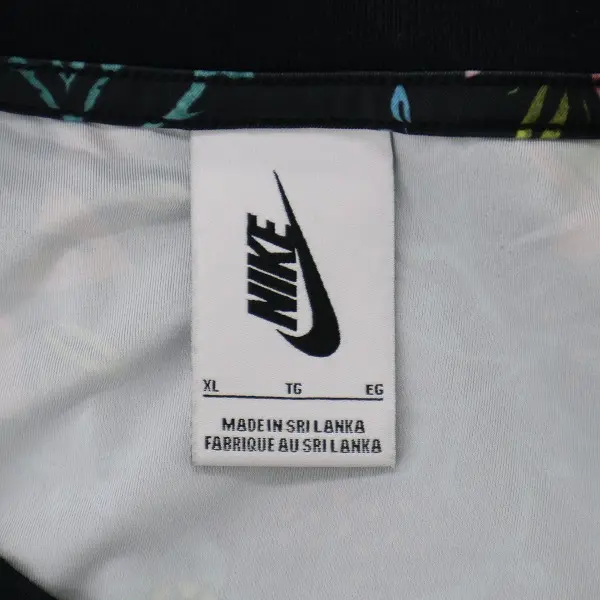 NIKE
XL TG EG
MADE IN SRI LANKA
FABRIQUE AU SRI LANKA